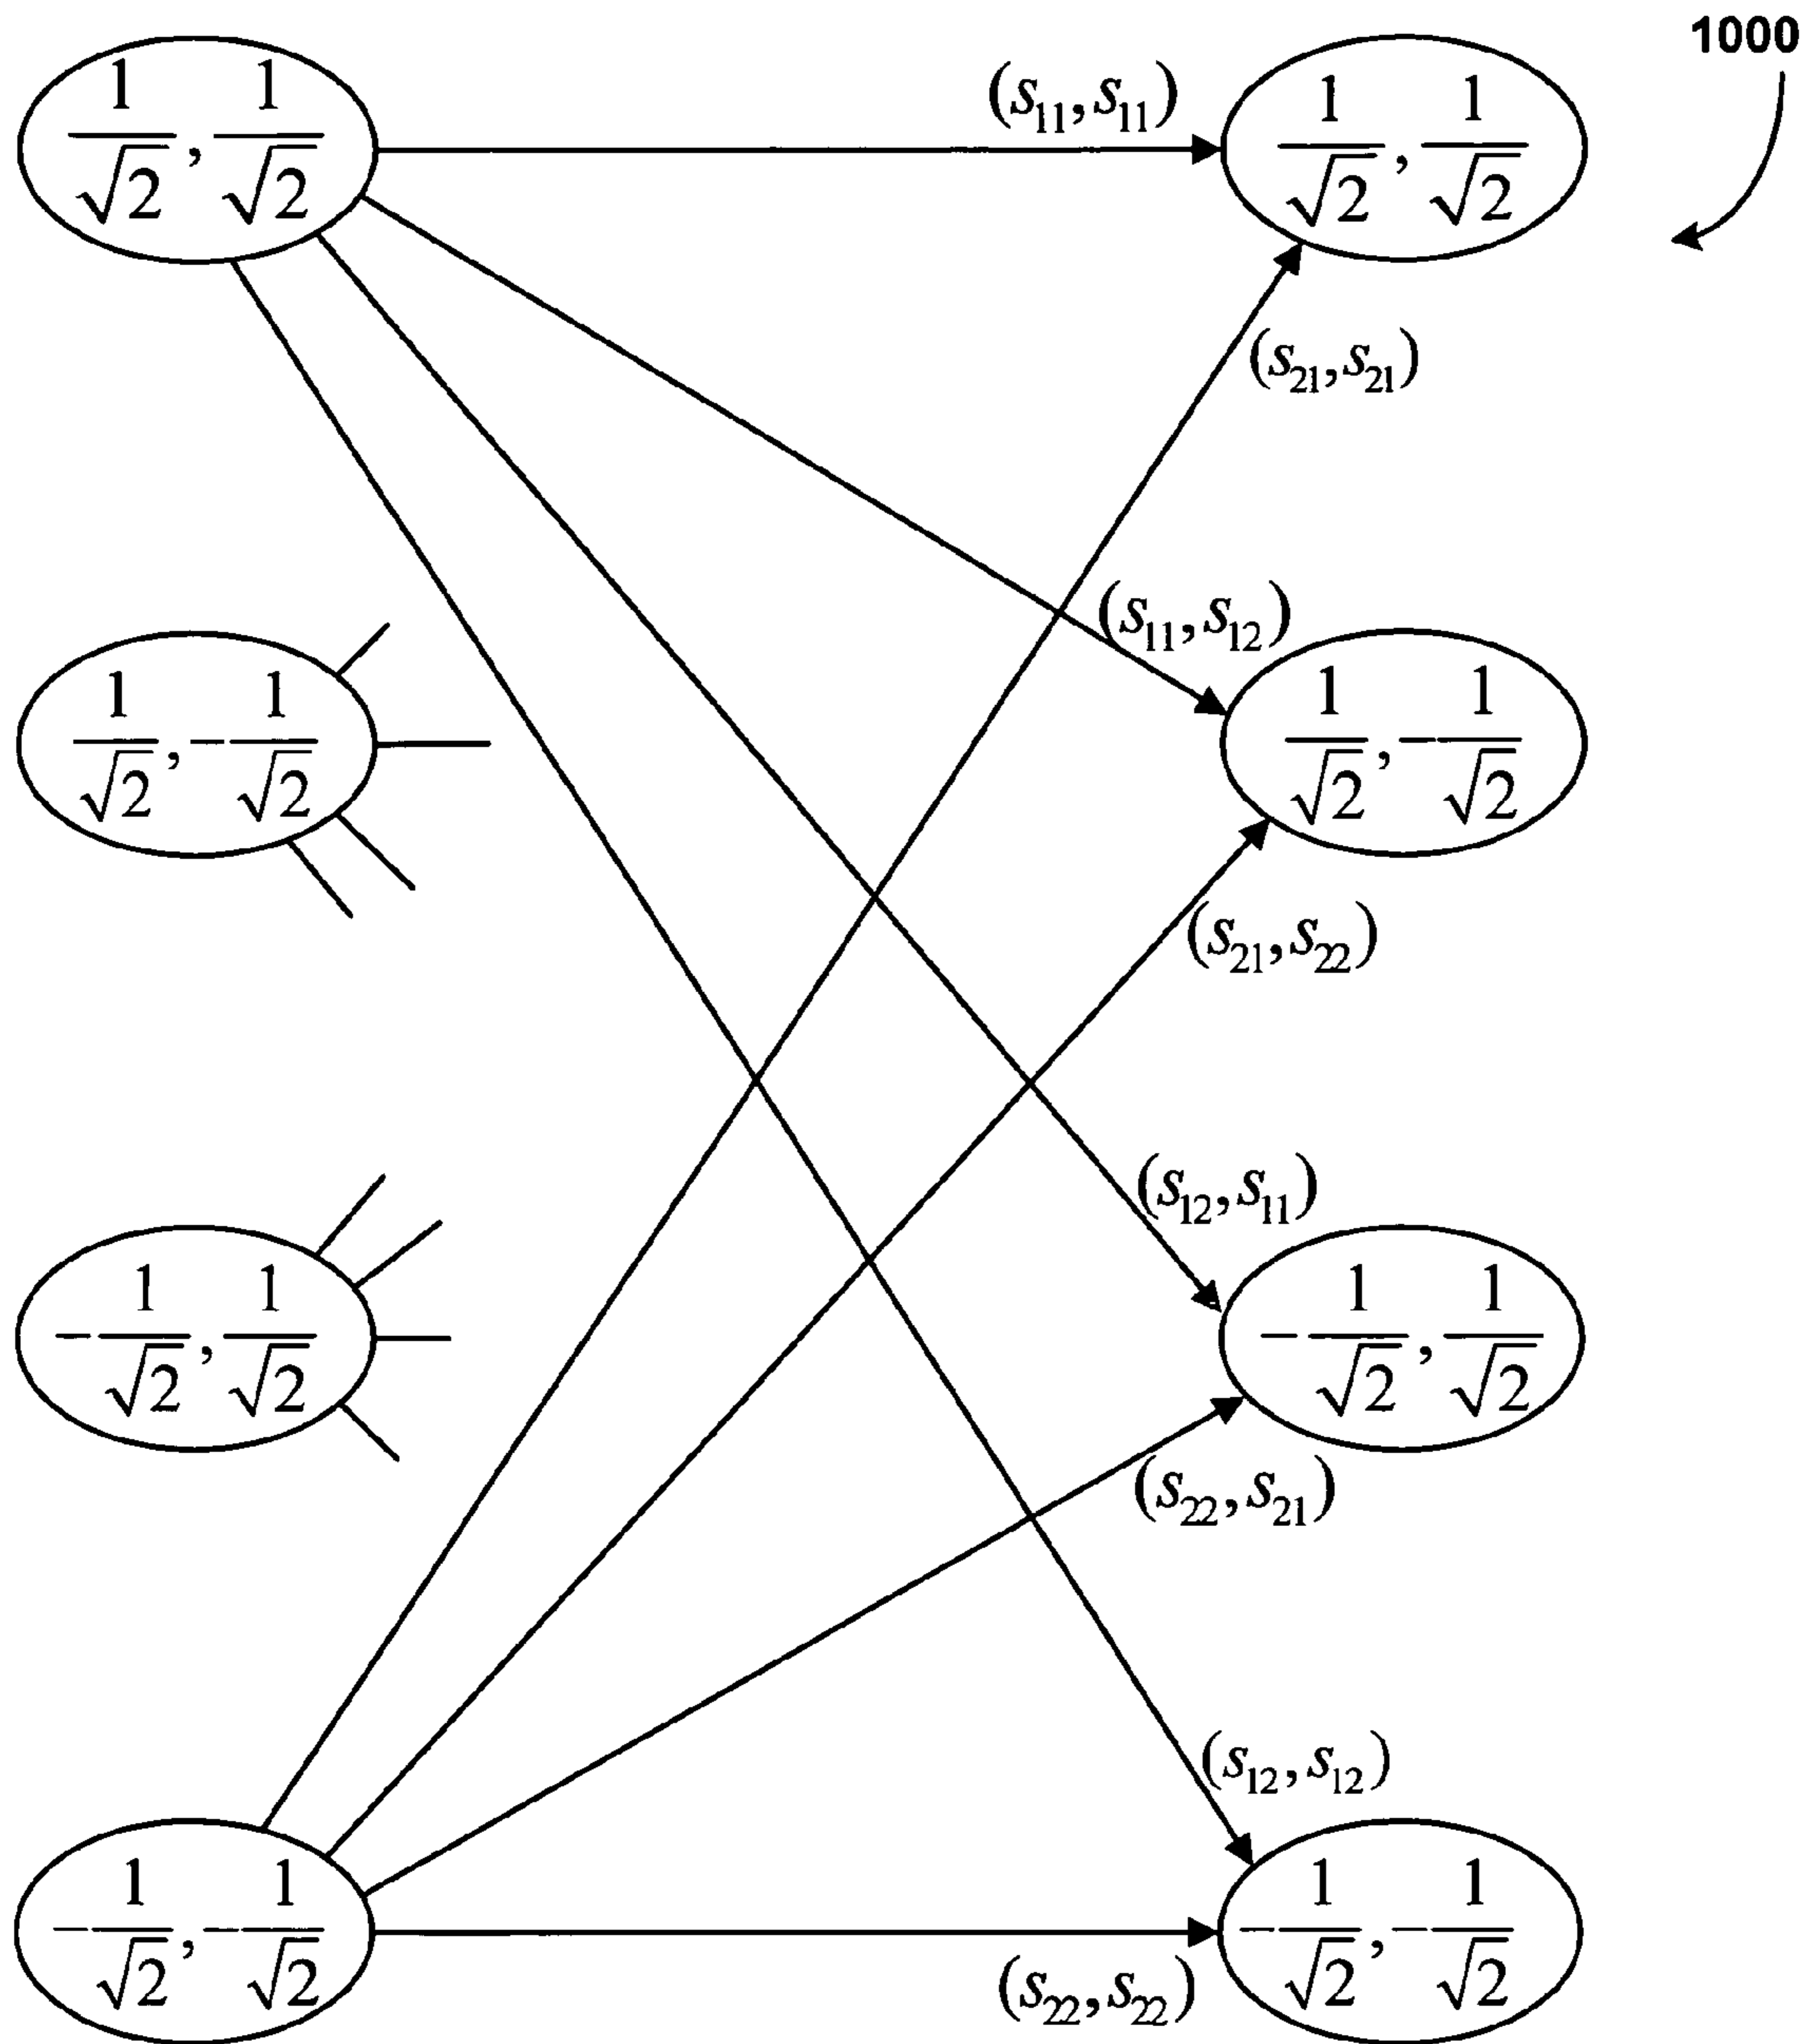 1000
1/√2, 1/√2
(s₁₁, s₁₁)
1/√2, 1/√2
(s₂₁, s₂₁)
(s₁₁, s₁₂)
1/√2, -1/√2
1/√2, -1/√2
(s₂₁, s₂₂)
(s₁₂, s₁₁)
-1/√2, 1/√2
-1/√2, 1/√2
(s₂₂, s₂₁)
(s₁₂, s₁₂)
-1/√2, -1/√2
-1/√2, -1/√2
(s₂₂, s₂₂)